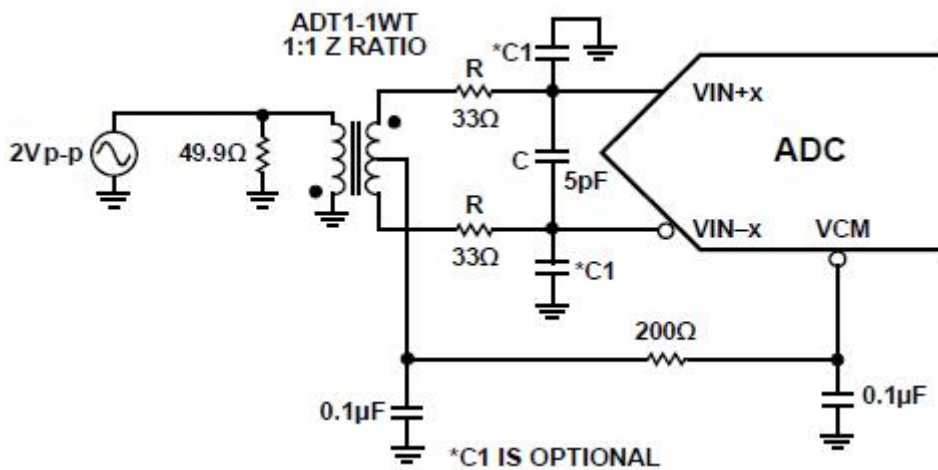 ADT1-1WT
1:1 Z RATIO
*C1
R
33Ω
VIN+x
2Vp-p
49.9Ω
C
5pF
ADC
R
33Ω
VIN–x
VCM
*C1
200Ω
0.1µF
0.1µF
*C1 IS OPTIONAL